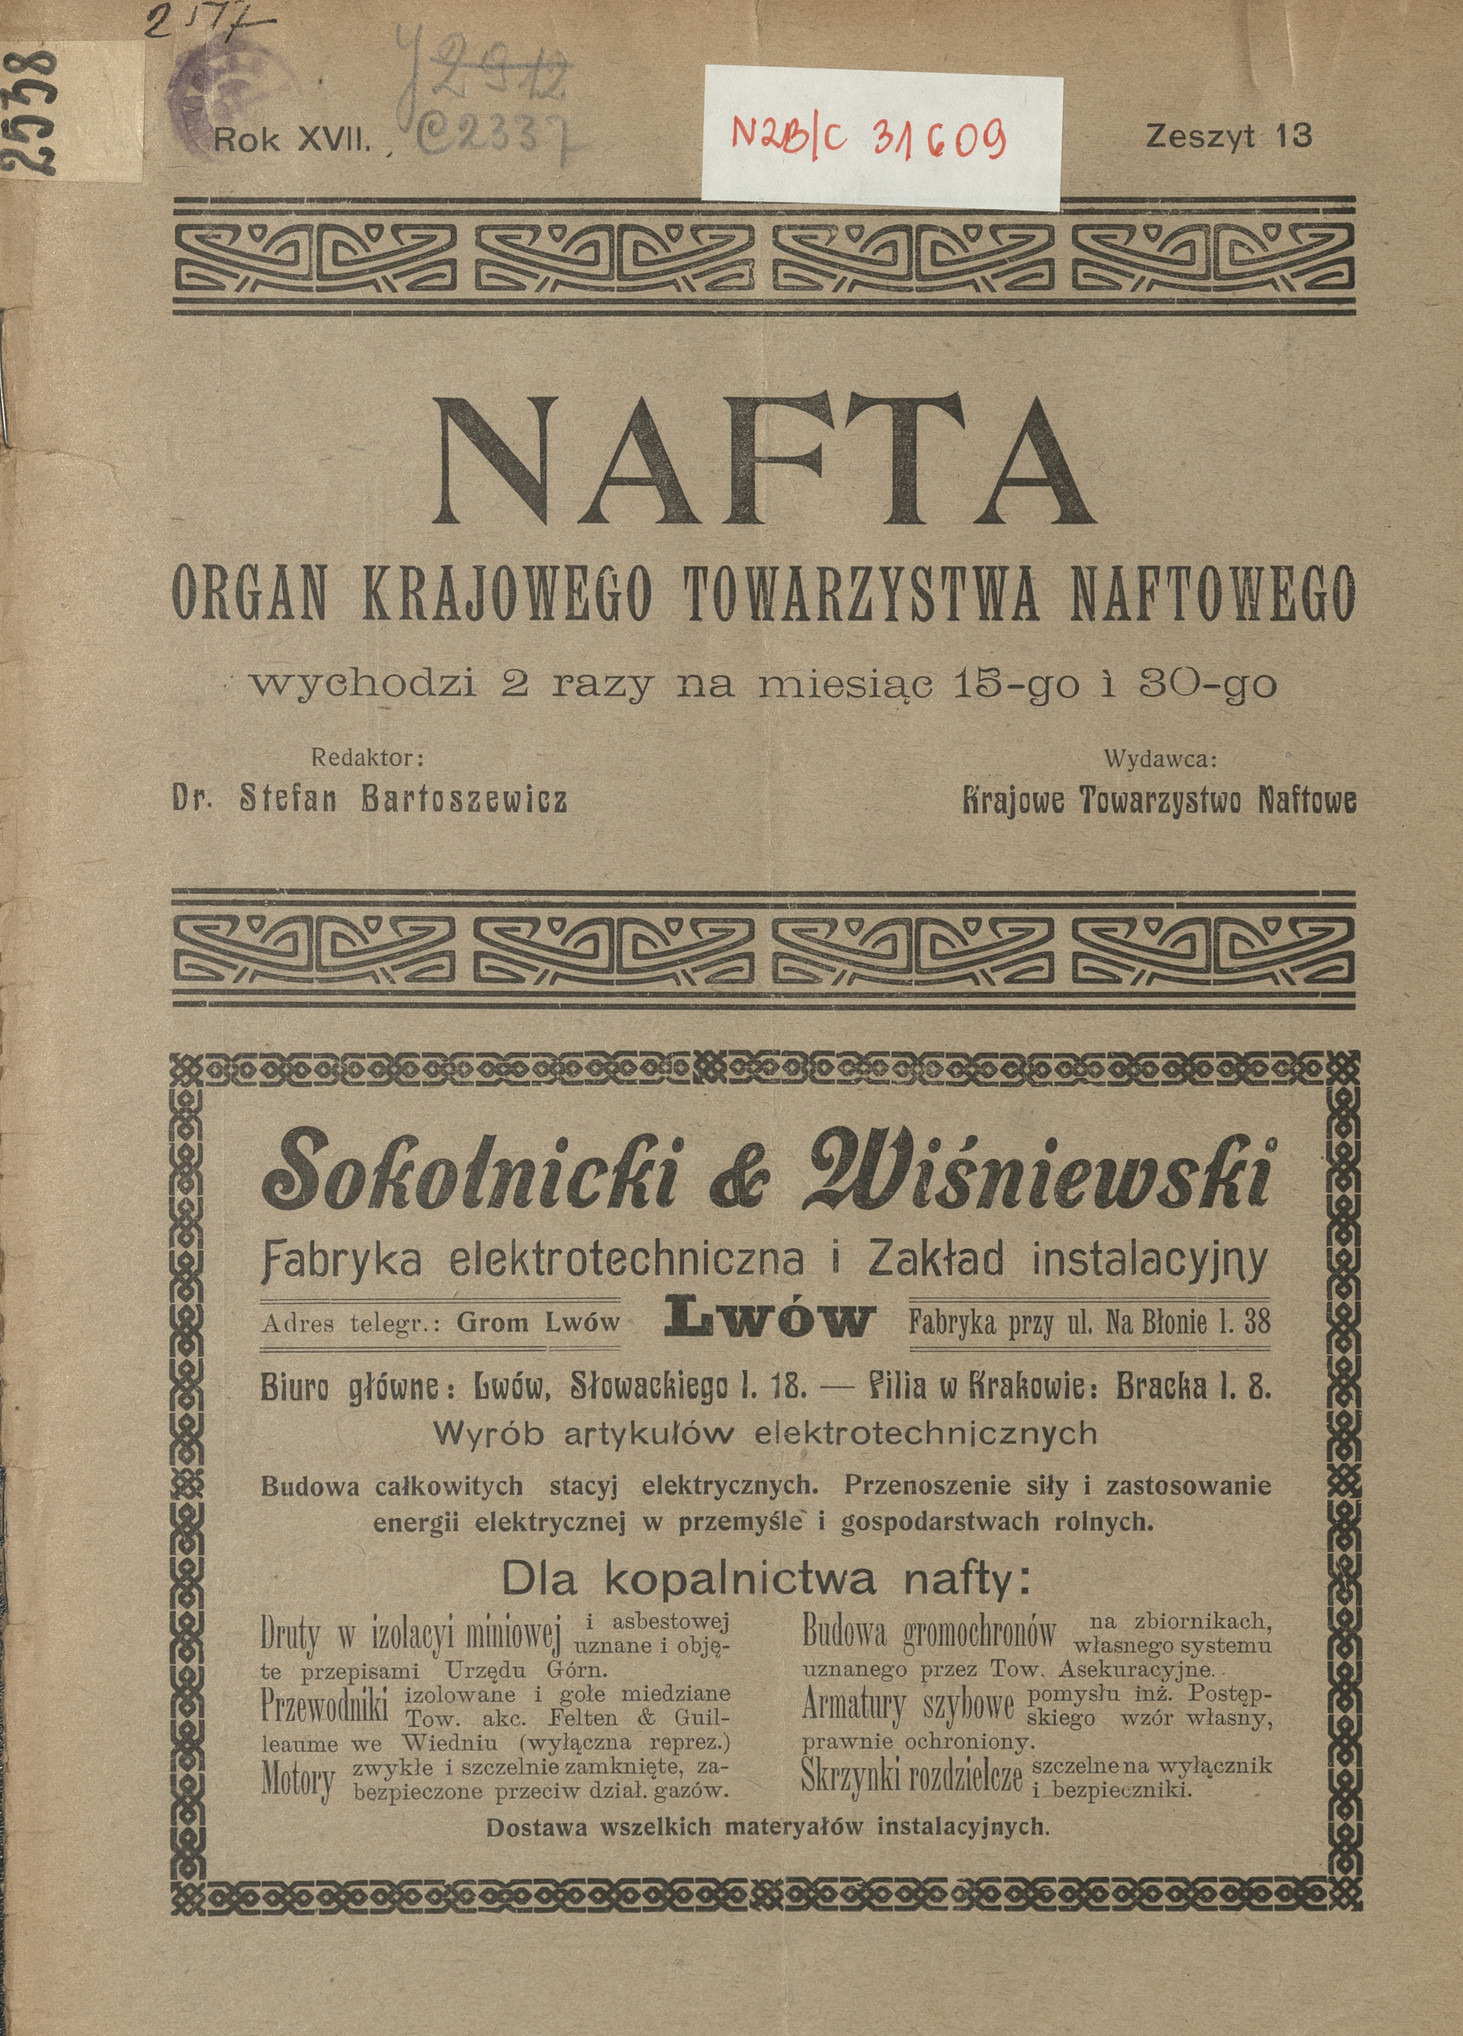 2577
2538
y2912
C2337
N2B/C 31609
Rok XVII.
Zeszyt 13
NAFTA
ORGAN KRAJOWEGO TOWARZYSTWA NAFTOWEGO
wychodzi 2 razy na miesiąc 15-go i 30-go
Redaktor:
Dr. Stefan Bartoszewicz
Wydawca:
Krajowe Towarzystwo Naftowe
Sokolnicki & Wiśniewski
Fabryka elektrotechniczna i Zakład instalacyjny
Adres telegr.: Grom Lwów
Lwów
Fabryka przy ul. Na Błonie l. 38
Biuro główne: Lwów, Słowackiego l. 18. — Filia w Krakowie: Bracka l. 8.
Wyrób artykułów elektrotechnicznych
Budowa całkowitych stacyj elektrycznych. Przenoszenie siły i zastosowanie
energii elektrycznej w przemyśle i gospodarstwach rolnych.
Dla kopalnictwa nafty:
Druty w izolacyi miniowej i asbestowej
uznane i obję-
te przepisami Urzędu Górn.
Przewodniki izolowane i gołe miedziane
Tow. akc. Felten & Guil-
leaume we Wiedniu (wyłączna reprez.)
Motory zwykłe i szczelnie zamknięte, za-
bezpieczone przeciw dział. gazów.
Budowa gromochronów na zbiornikach,
własnego systemu
uznanego przez Tow. Asekuracyjne.
Armatury szybowe pomysłu inż. Postęp-
skiego wzór własny,
prawnie ochroniony.
Skrzynki rozdzielcze szczelne na wyłącznik
i bezpieczniki.
Dostawa wszelkich materyałów instalacyjnych.